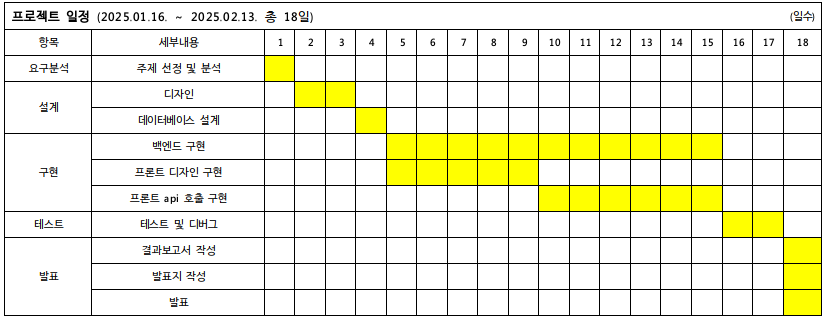 프로젝트 일정 (2025.01.16. ~ 2025.02.13. 총 18일) (일수)
항목 세부내용 1 2 3 4 5 6 7 8 9 10 11 12 13 14 15 16 17 18
요구분석 주제 선정 및 분석
설계 디자인
데이터베이스 설계
구현 백엔드 구현
프론트 디자인 구현
프론트 api 호출 구현
테스트 테스트 및 디버그
발표 결과보고서 작성
발표지 작성
발표